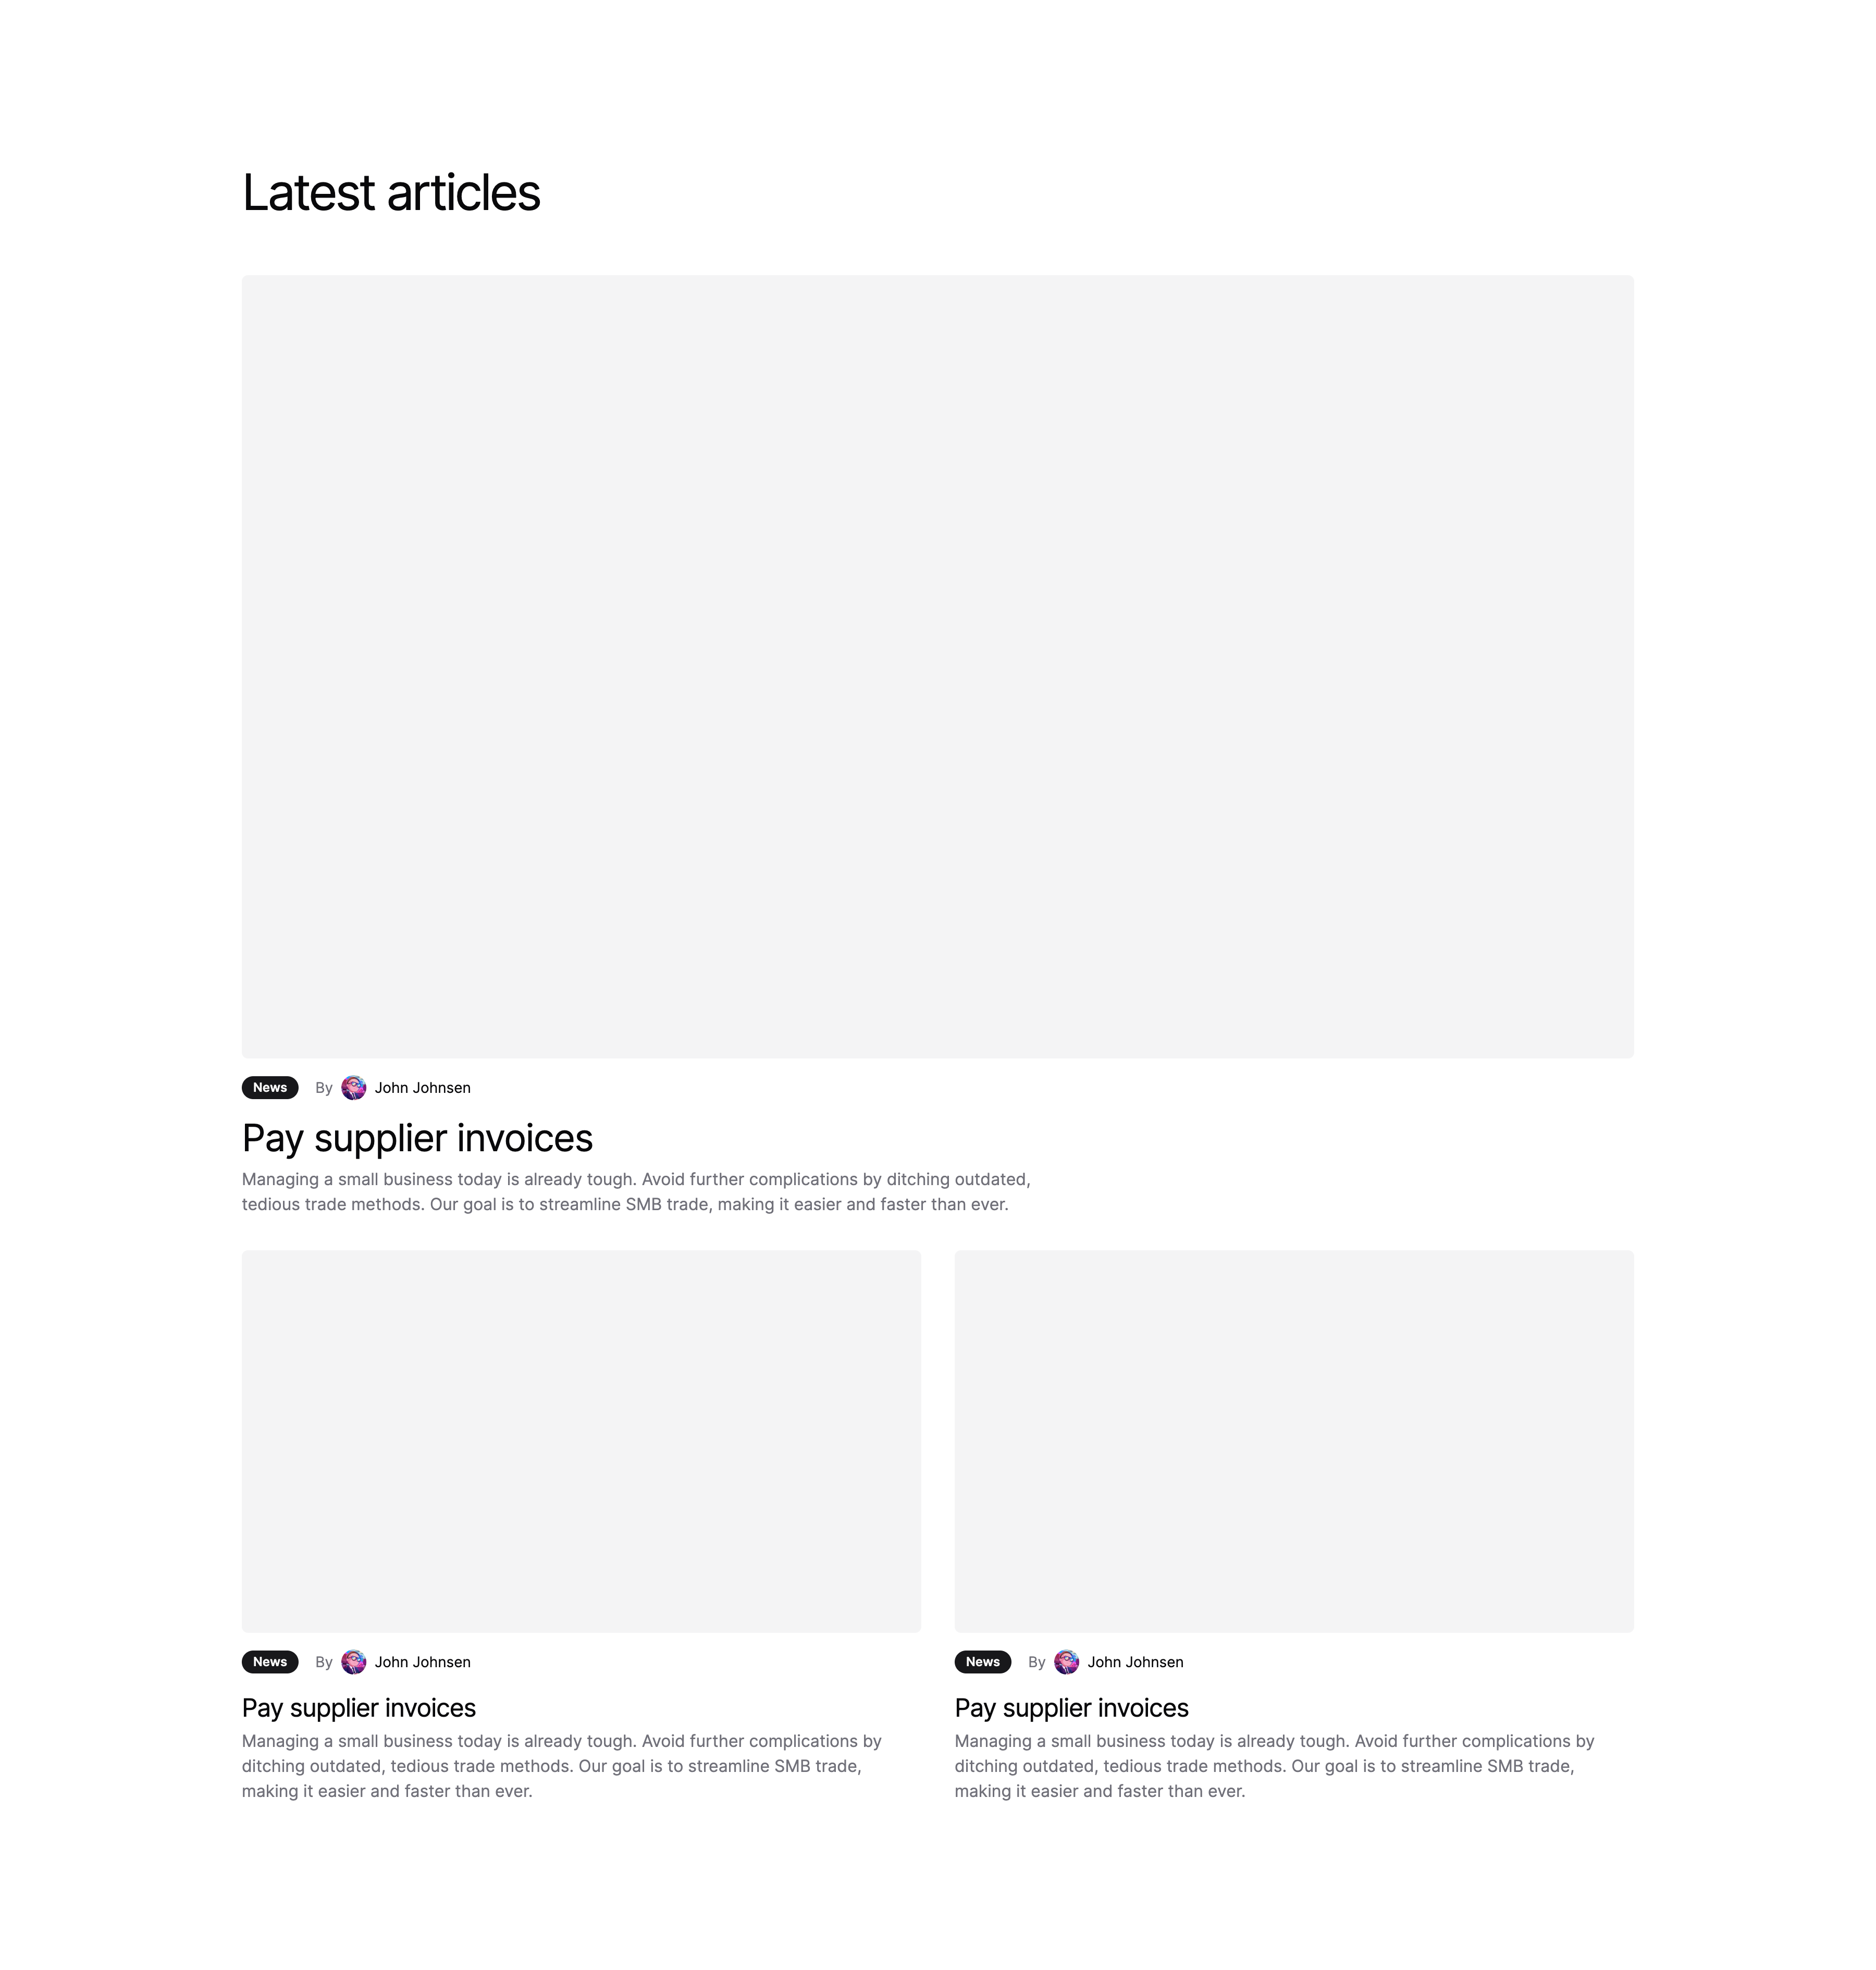 Latest articles
News By John Johnsen
Pay supplier invoices
Managing a small business today is already tough. Avoid further complications by ditching outdated,
tedious trade methods. Our goal is to streamline SMB trade, making it easier and faster than ever.
News By John Johnsen
Pay supplier invoices
Managing a small business today is already tough. Avoid further complications by
ditching outdated, tedious trade methods. Our goal is to streamline SMB trade,
making it easier and faster than ever.
News By John Johnsen
Pay supplier invoices
Managing a small business today is already tough. Avoid further complications by
ditching outdated, tedious trade methods. Our goal is to streamline SMB trade,
making it easier and faster than ever.